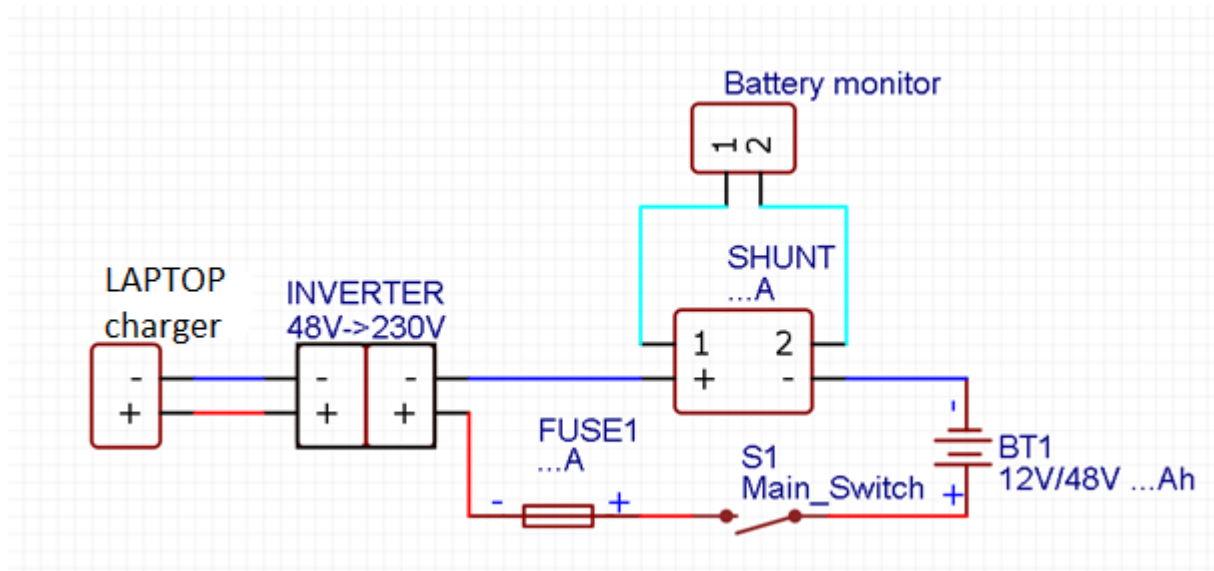 Battery monitor
1 2
SHUNT
...A
1 2
+ -
LAPTOP
charger
- +
INVERTER
48V->230V
- -
+ +
FUSE1
...A
- +
S1
Main_Switch
-
BT1
12V/48V ...Ah
+